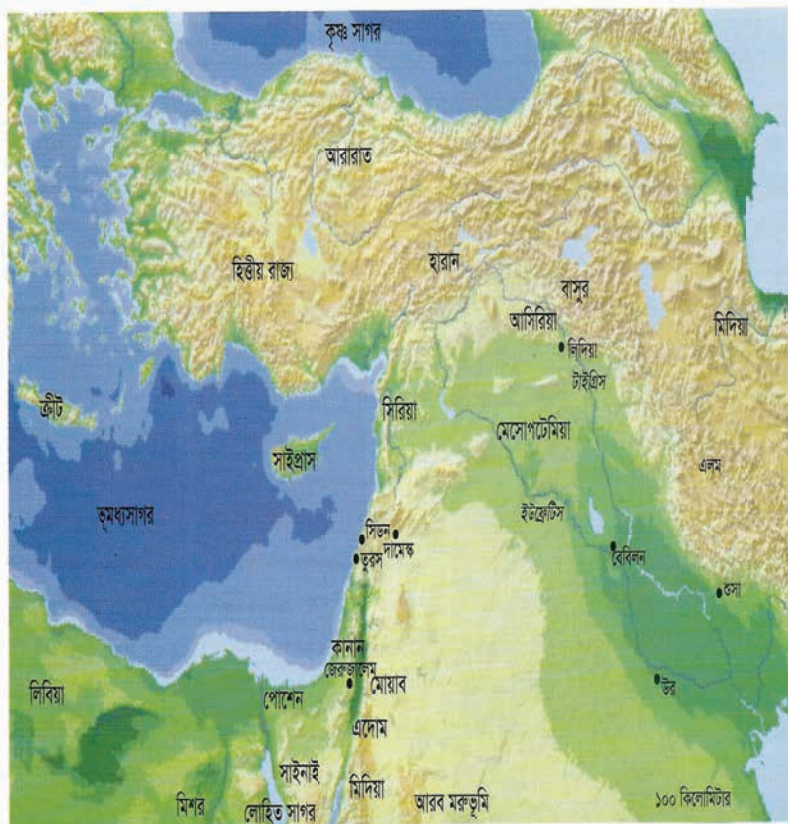 কৃষ্ণ সাগর
আরারাত
হিত্তীয় রাজ্য
হারান
বাসুর
আসিরিয়া
মিদিয়া
লিদিয়া
টাইগ্রিস
ক্রীট
সিরিয়া
মেসোপটেমিয়া
সাইপ্রাস
এলম
ভূমধ্যসাগর
ইউফ্রেটিস
সিডন
দামেস্ক
তুরস
বৈবিলন
শুসা
কানান
জেরুজালেম
মোয়াব
লিবিয়া
পোশেন
উর
এদোম
সাইনাই
মিদিয়া
মিশর
লোহিত সাগর
আরব মরুভূমি
১০০ কিলোমিটার